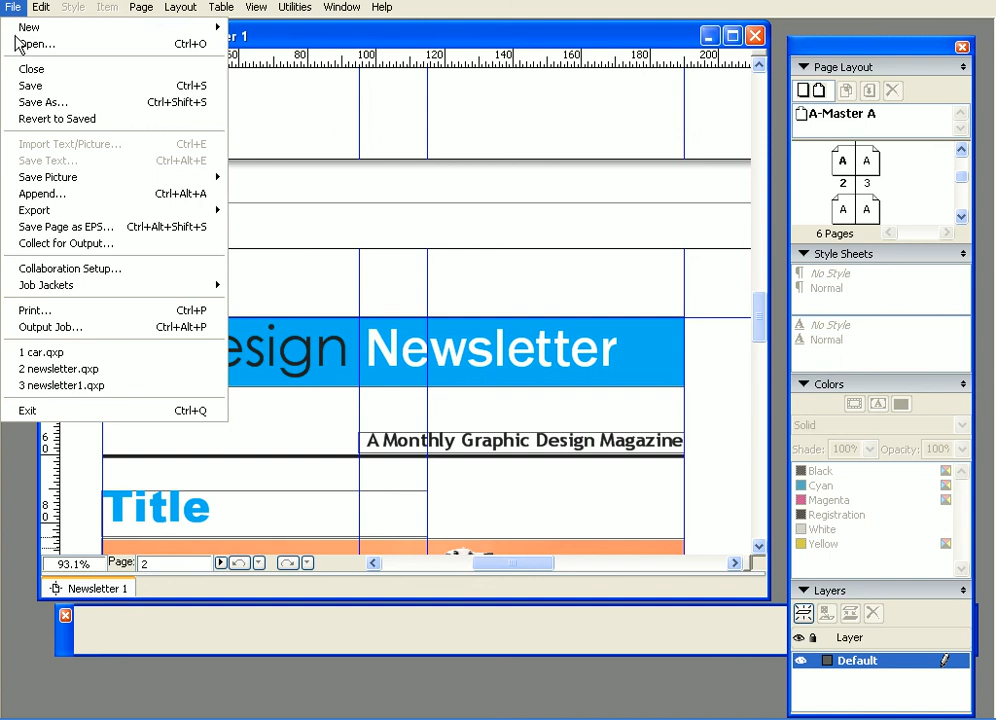 File Edit Style Item Page Layout Table View Utilities Window Help
New
Open... Ctrl+O
Close
Save Ctrl+S
Save As... Ctrl+Shift+S
Revert to Saved
Import Text/Picture... Ctrl+E
Save Text... Ctrl+Alt+E
Save Picture
Append... Ctrl+Alt+A
Export
Save Page as EPS... Ctrl+Alt+Shift+S
Collect for Output...
Collaboration Setup...
Job Jackets
Print... Ctrl+P
Output Job... Ctrl+Alt+P
1 car.qxp
2 newsletter.qxp
3 newsletter1.qxp
Exit Ctrl+Q
r 1
60 80 100 120 140 160 180 200
esign Newsletter
A Monthly Graphic Design Magazine
60
Title
80
93.1% Page: 2
Newsletter 1
Page Layout
A-Master A
A A
2 3
A A
6 Pages
Style Sheets
No Style
Normal
No Style
Normal
Colors
Solid
Shade: 100% Opacity: 100%
Black
Cyan
Magenta
Registration
White
Yellow
Layers
Layer
Default